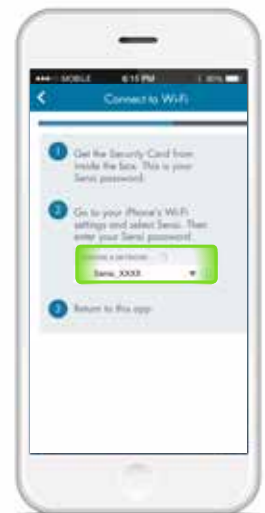 MOBILE 6:15 PM
Connect to Wi-Fi
1 Get the Security Card from
inside the box. This is your
Sensi password.
2 Go to your iPhone's Wi-Fi
settings and select Sensi. Then
enter your Sensi password.
CHOOSE A NETWORK...
Sensi_XXXX
3 Return to this app